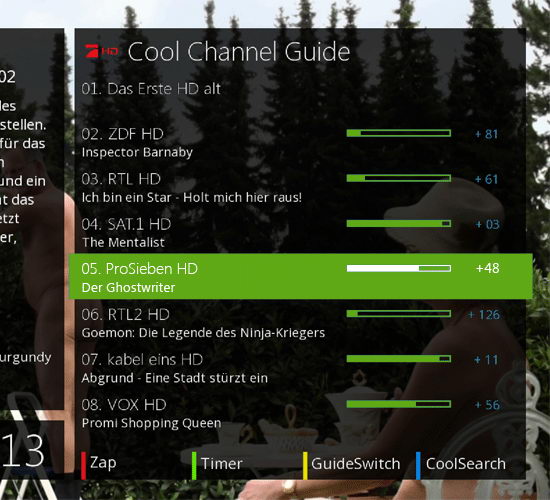 HD Cool Channel Guide
01. Das Erste HD alt
02. ZDF HD + 81
Inspector Barnaby
03. RTL HD + 61
Ich bin ein Star - Holt mich hier raus!
04. SAT.1 HD + 03
The Mentalist
05. ProSieben HD +48
Der Ghostwriter
06. RTL2 HD + 126
Goemon: Die Legende des Ninja-Kriegers
07. kabel eins HD + 11
Abgrund - Eine Stadt stürzt ein
08. VOX HD + 56
Promi Shopping Queen
Zap Timer GuideSwitch CoolSearch
02
stellen.
für das
und ein
das
etzt
er,
urgundy
13